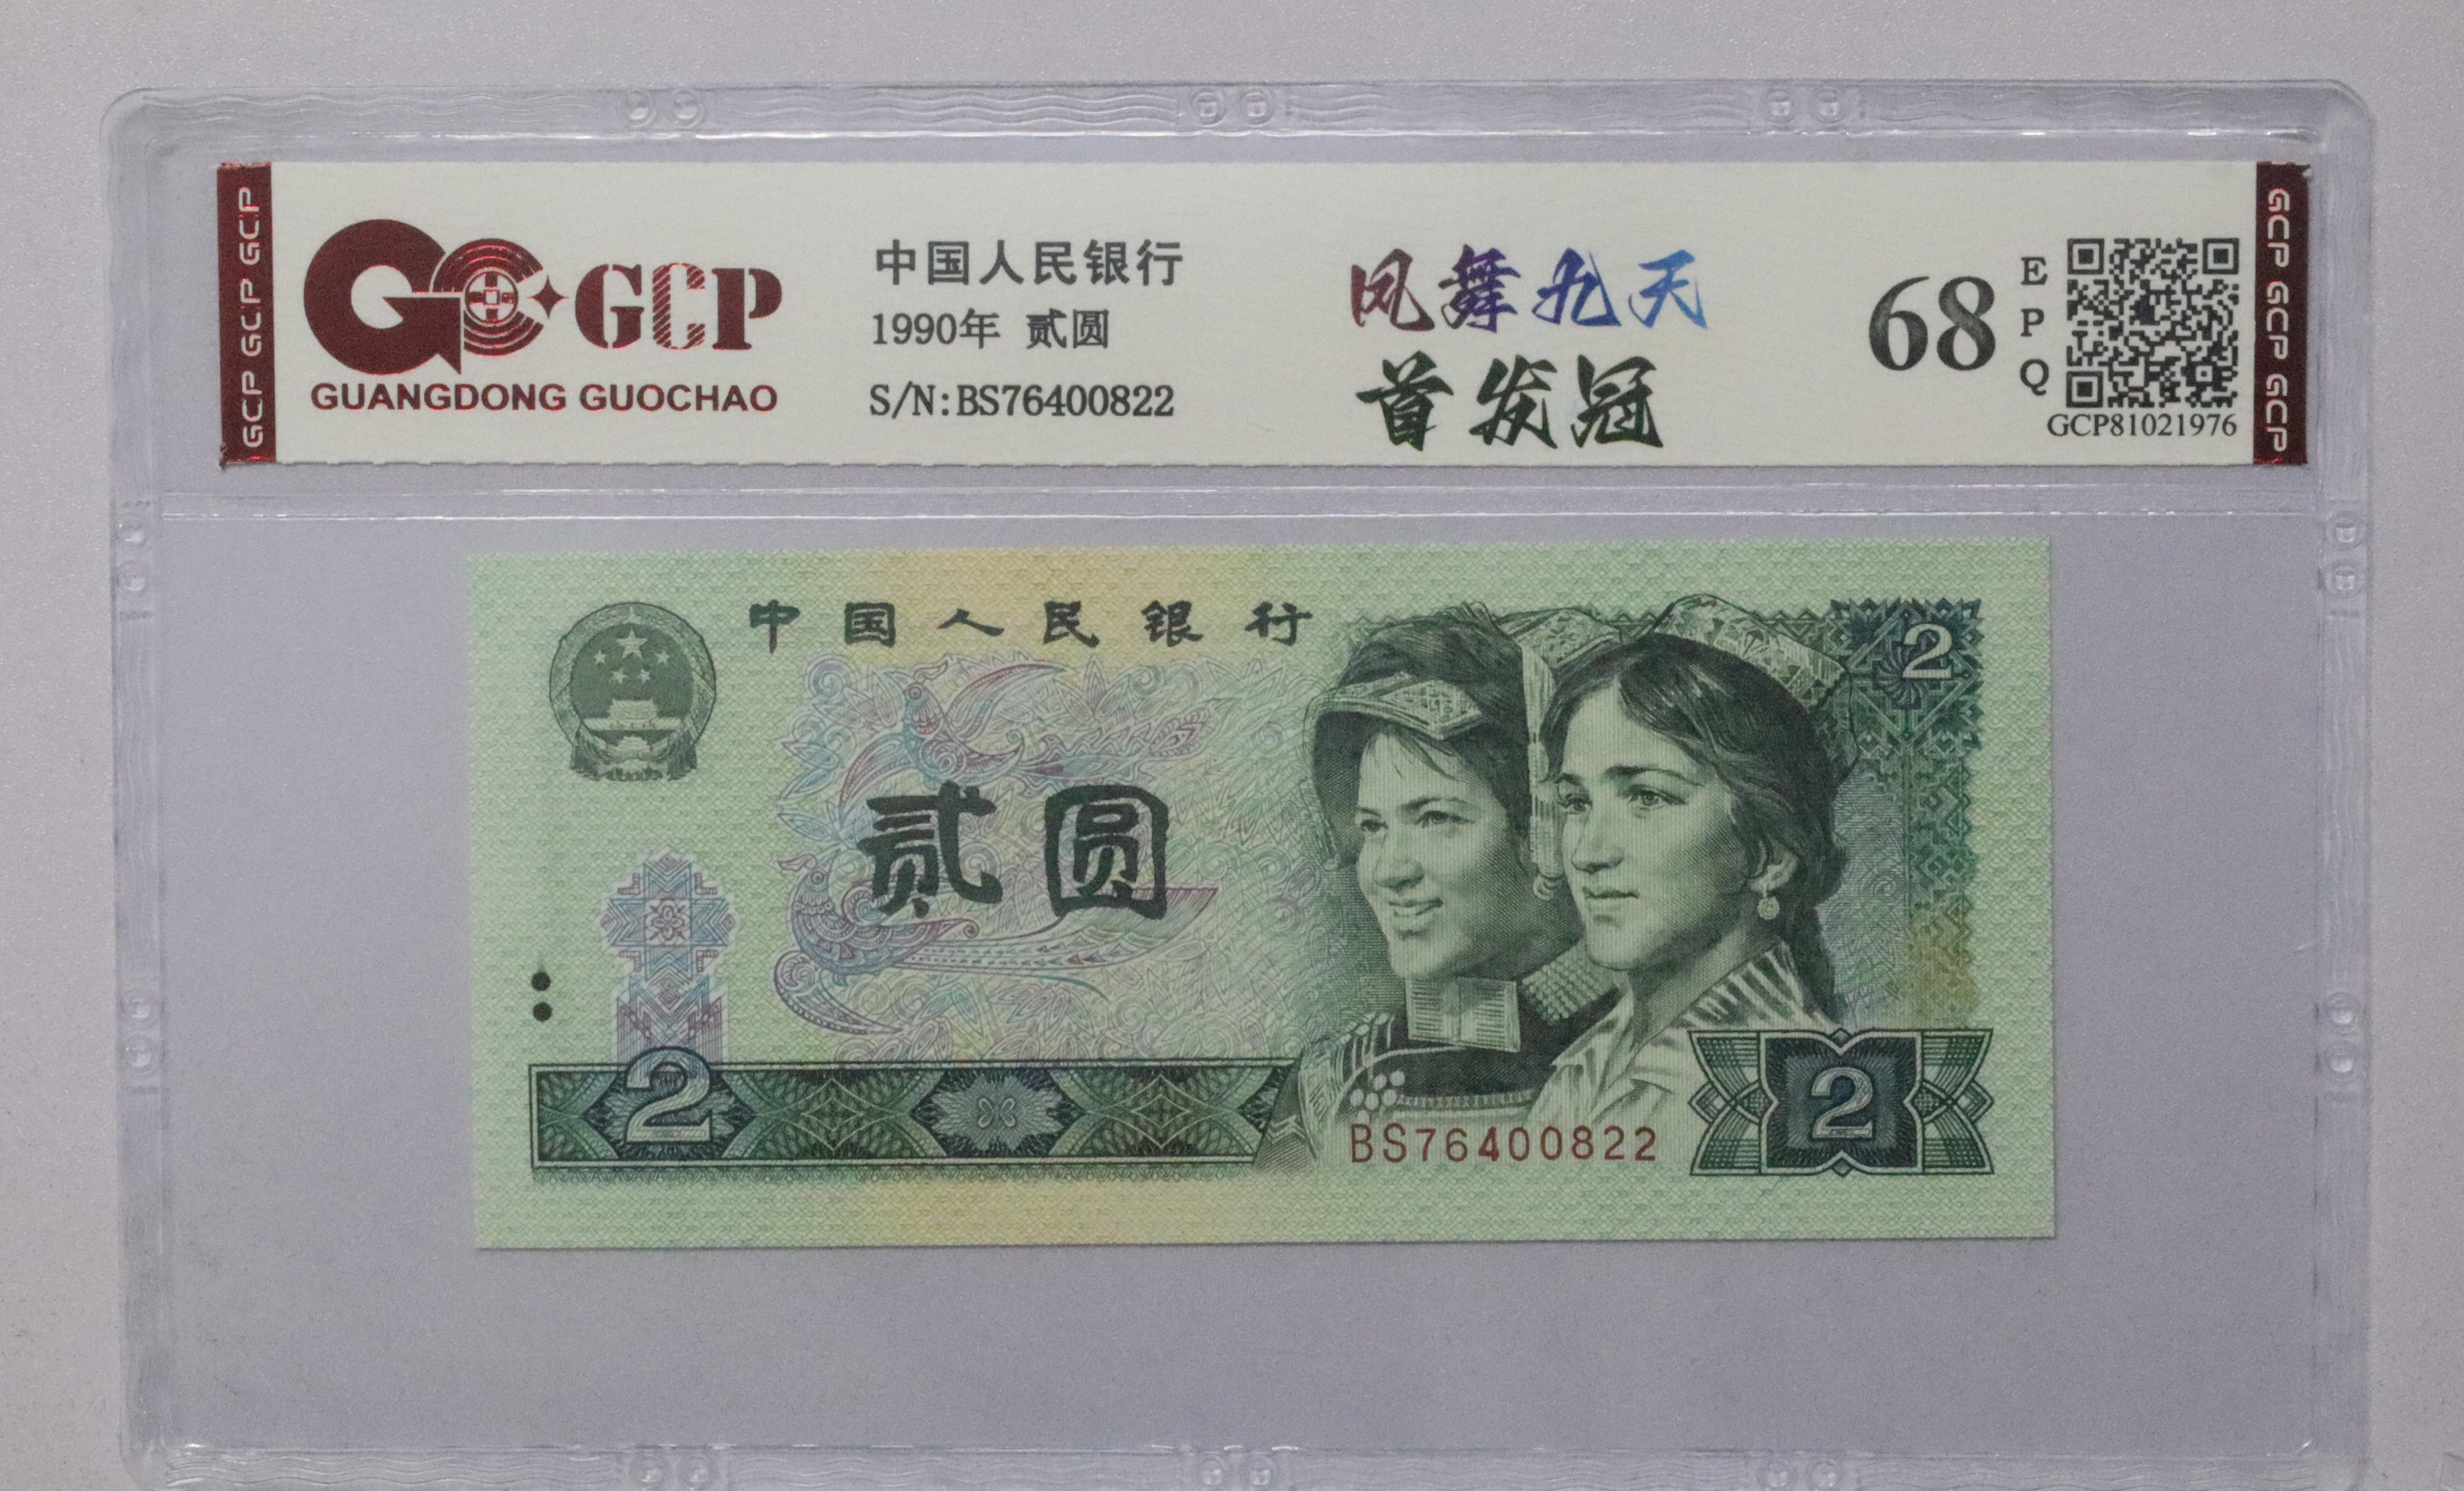 GCP GCP GCP
GCP
GUANGDONG GUOCHAO
中国人民银行
1990年 贰圆
S/N:BS76400822
凤舞九天
首发冠
68
E
P
Q
GCP81021976
GCP GCP GCP
中国人民银行
2
贰圆
2
BS76400822
2